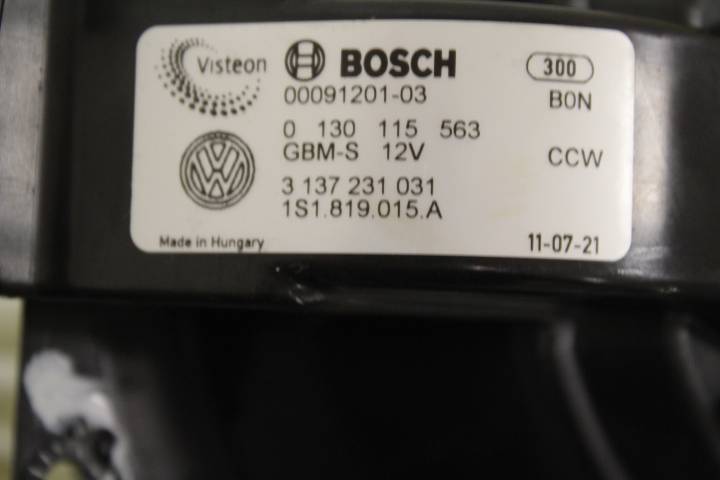 Visteon BOSCH 300
00091201-03 B0N
0 130 115 563
GBM-S 12V CCW
3 137 231 031
1S1.819.015.A
Made in Hungary 11-07-21